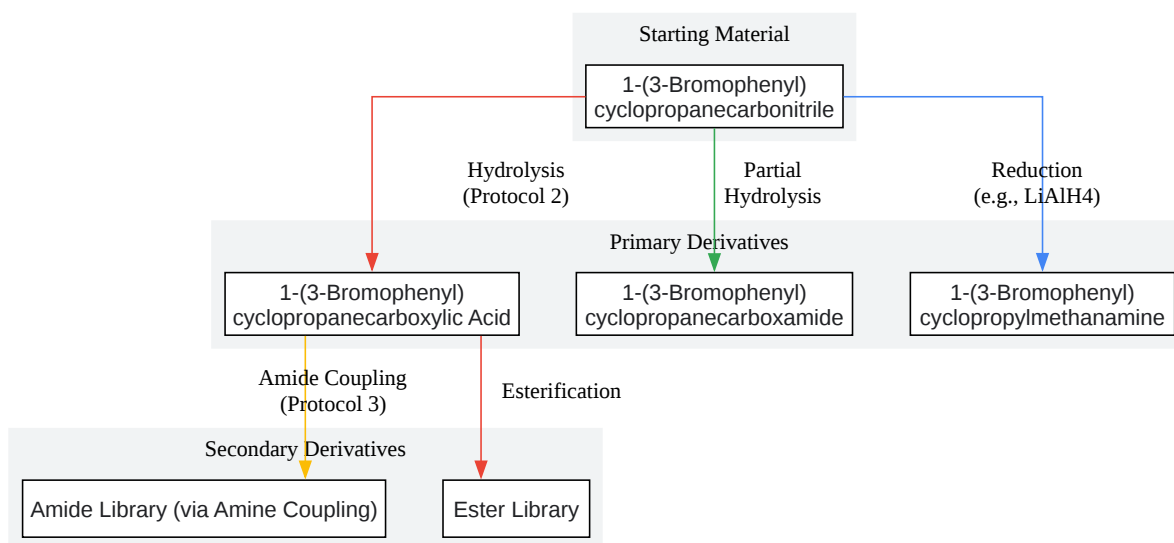 Starting Material
1-(3-Bromophenyl)
cyclopropanecarbonitrile
Hydrolysis
(Protocol 2)
Partial
Hydrolysis
Reduction
(e.g., LiAlH4)
Primary Derivatives
1-(3-Bromophenyl)
cyclopropanecarboxylic Acid
1-(3-Bromophenyl)
cyclopropanecarboxamide
1-(3-Bromophenyl)
cyclopropylmethanamine
Amide Coupling
(Protocol 3)
Esterification
Secondary Derivatives
Amide Library (via Amine Coupling)
Ester Library